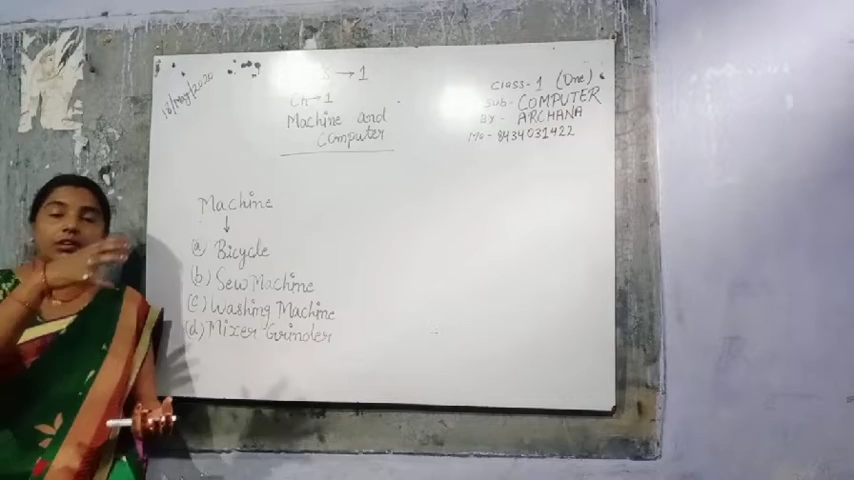 18/May/2020
→ 1
Ch → 1
Machine and
Computer
Class - 1 (One)
Sub - COMPUTER
By - ARCHANA
Mo - 8434031422
Machine
↓
(a) Bicycle
(b) Sew Machine
(c) Washing Machine
(d) Mixer Grinder